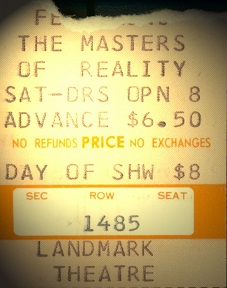 THE MASTERS
OF REALITY
SAT-DRS OPN 8
ADVANCE $6.50
NO REFUNDS PRICE NO EXCHANGES
DAY OF SHW $8
SEC ROW SEAT
1485
LANDMARK
THEATRE